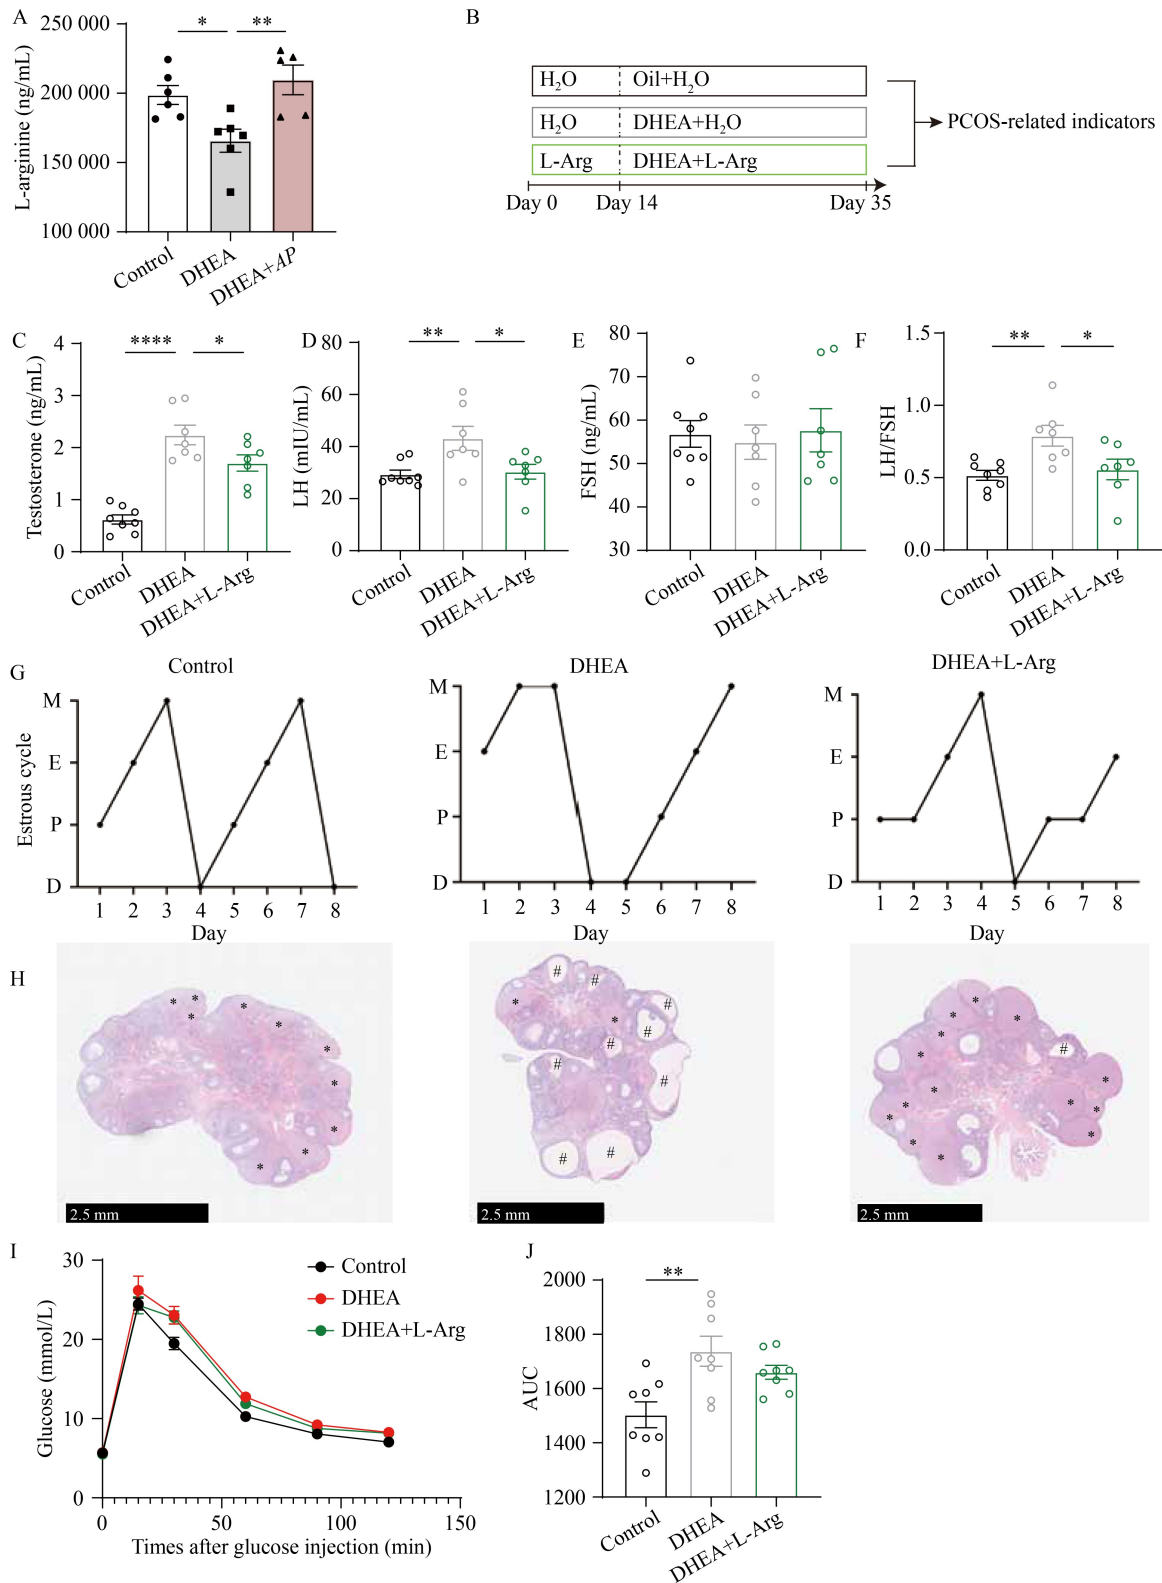 A
L-arginine (ng/mL)
250 000
200 000
150 000
100 000
* **
Control
DHEA
DHEA+AP
B
H₂O Oil+H₂O
H₂O DHEA+H₂O
L-Arg DHEA+L-Arg
PCOS-related indicators
Day 0 Day 14 Day 35
C
Testosterone (ng/mL)
4
3
2
1
0
**** *
Control
DHEA
DHEA+L-Arg
D
LH (mIU/mL)
80
60
40
20
0
** *
Control
DHEA
DHEA+L-Arg
E
FSH (ng/mL)
80
70
60
50
40
30
Control
DHEA
DHEA+L-Arg
F
LH/FSH
1.5
1.0
0.5
0.0
** *
Control
DHEA
DHEA+L-Arg
G
Control
Estrous cycle
M
E
P
D
1 2 3 4 5 6 7 8
Day
DHEA
M
E
P
D
1 2 3 4 5 6 7 8
Day
DHEA+L-Arg
M
E
P
D
1 2 3 4 5 6 7 8
Day
H
* * * * * * * * * * *
2.5 mm
# # * # * # # # # # #
2.5 mm
* * * * * # * * * * * * * * *
2.5 mm
I
Glucose (mmol/L)
30
20
10
0
Control
DHEA
DHEA+L-Arg
0 50 100 150
Times after glucose injection (min)
J
AUC
2000
1800
1600
1400
1200
**
Control
DHEA
DHEA+L-Arg